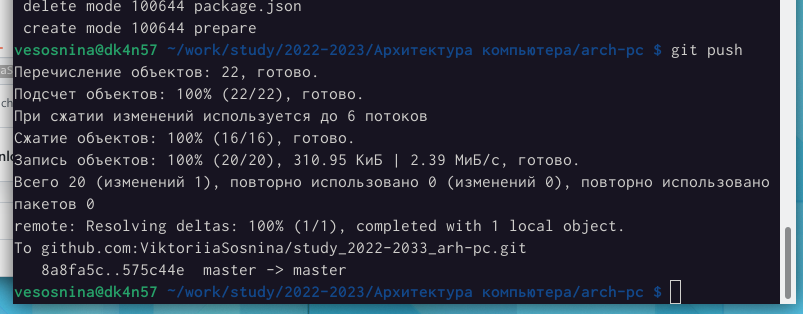 delete mode 100644 package.json
create mode 100644 prepare
vesosnina@dk4n57 ~/work/study/2022-2023/Архитектура компьютера/arch-pc $ git push
Перечисление объектов: 22, готово.
Подсчет объектов: 100% (22/22), готово.
При сжатии изменений используется до 6 потоков
Сжатие объектов: 100% (16/16), готово.
Запись объектов: 100% (20/20), 310.95 КиБ | 2.39 МиБ/с, готово.
Всего 20 (изменений 1), повторно использовано 0 (изменений 0), повторно использовано
пакетов 0
remote: Resolving deltas: 100% (1/1), completed with 1 local object.
To github.com:ViktoriiaSosnina/study_2022-2033_arh-pc.git
8a8fa5c..575c44e  master -> master
vesosnina@dk4n57 ~/work/study/2022-2023/Архитектура компьютера/arch-pc $